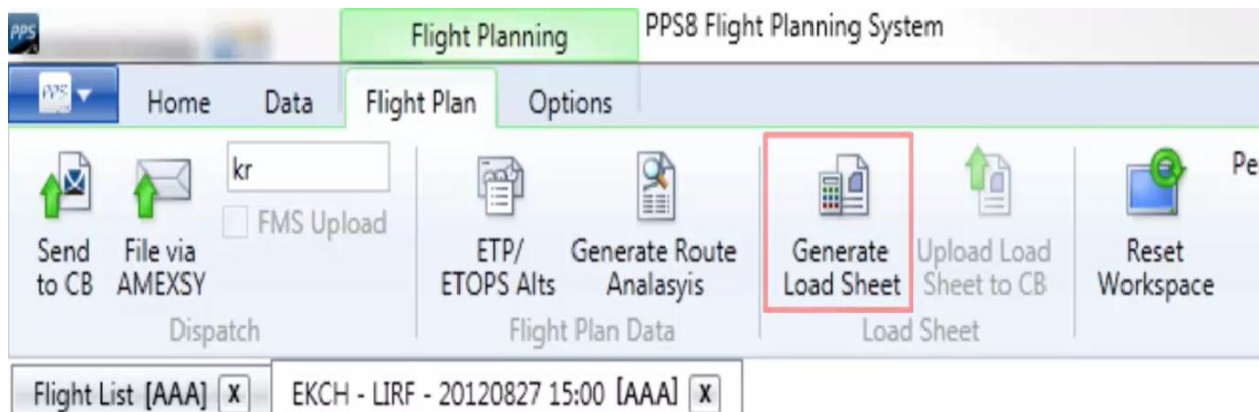 PPS
Flight Planning
PPS8 Flight Planning System
PPS
Home
Data
Flight Plan
Options
kr
FMS Upload
Send to CB
File via AMEXSY
ETP/ ETOPS Alts
Generate Route Analasyis
Generate Load Sheet
Upload Load Sheet to CB
Reset Workspace
Pe
Dispatch
Flight Plan Data
Load Sheet
Flight List [AAA] x
EKCH - LIRF - 20120827 15:00 [AAA] x